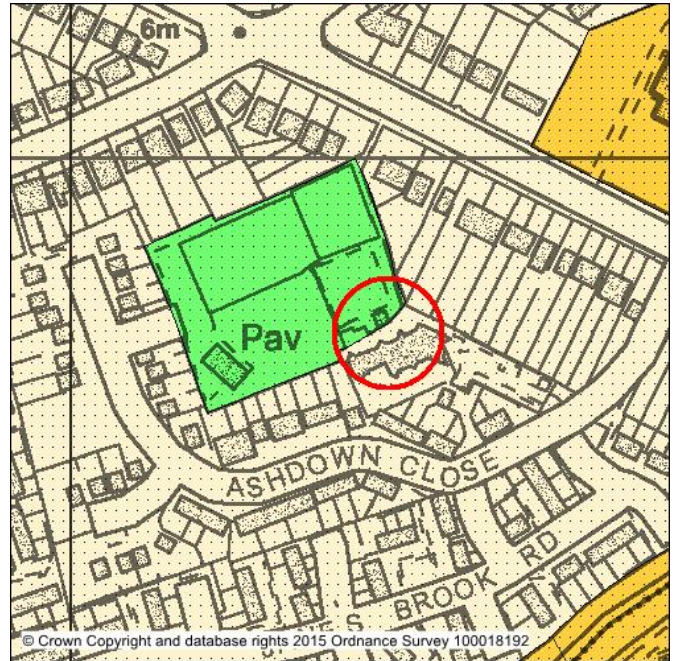 6m
Pav
ASHDOWN CLOSE
BROOK RD
© Crown Copyright and database rights 2015 Ordnance Survey 100018192